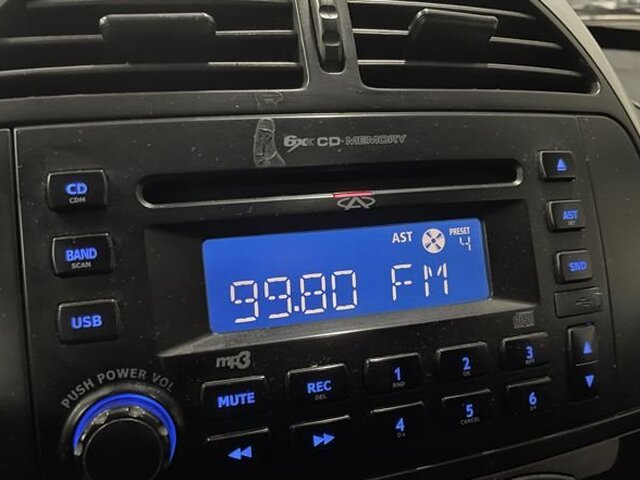 6x CD-MEMORY
CD
CDM
AST
PRESET
4
99.80 FM
AST
BAND
SCAN
SND
USB
mp3
PUSH POWER VOL
MUTE
REC
DEL
1
RND
2
3
4
5
CANCEL
6